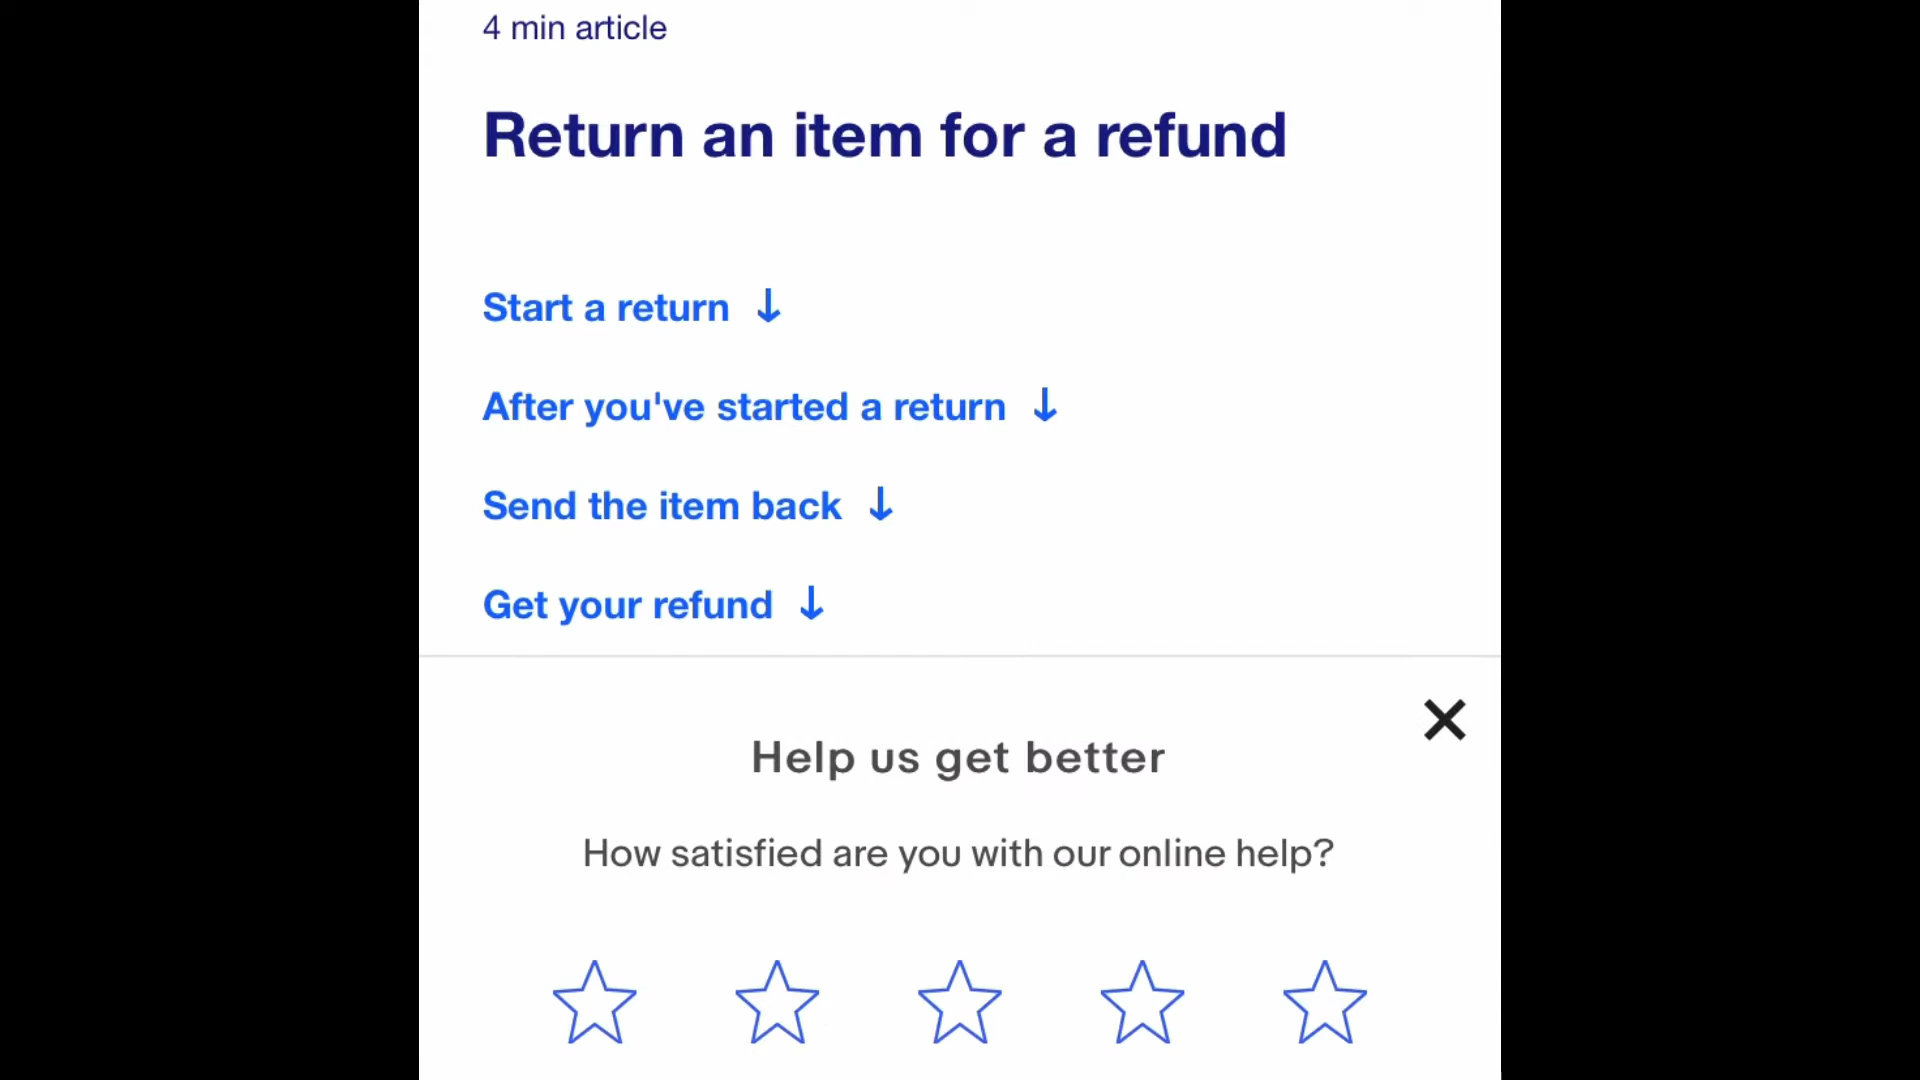 4 min article
Return an item for a refund
Start a return ↓
After you've started a return ↓
Send the item back ↓
Get your refund ↓
Help us get better
How satisfied are you with our online help?